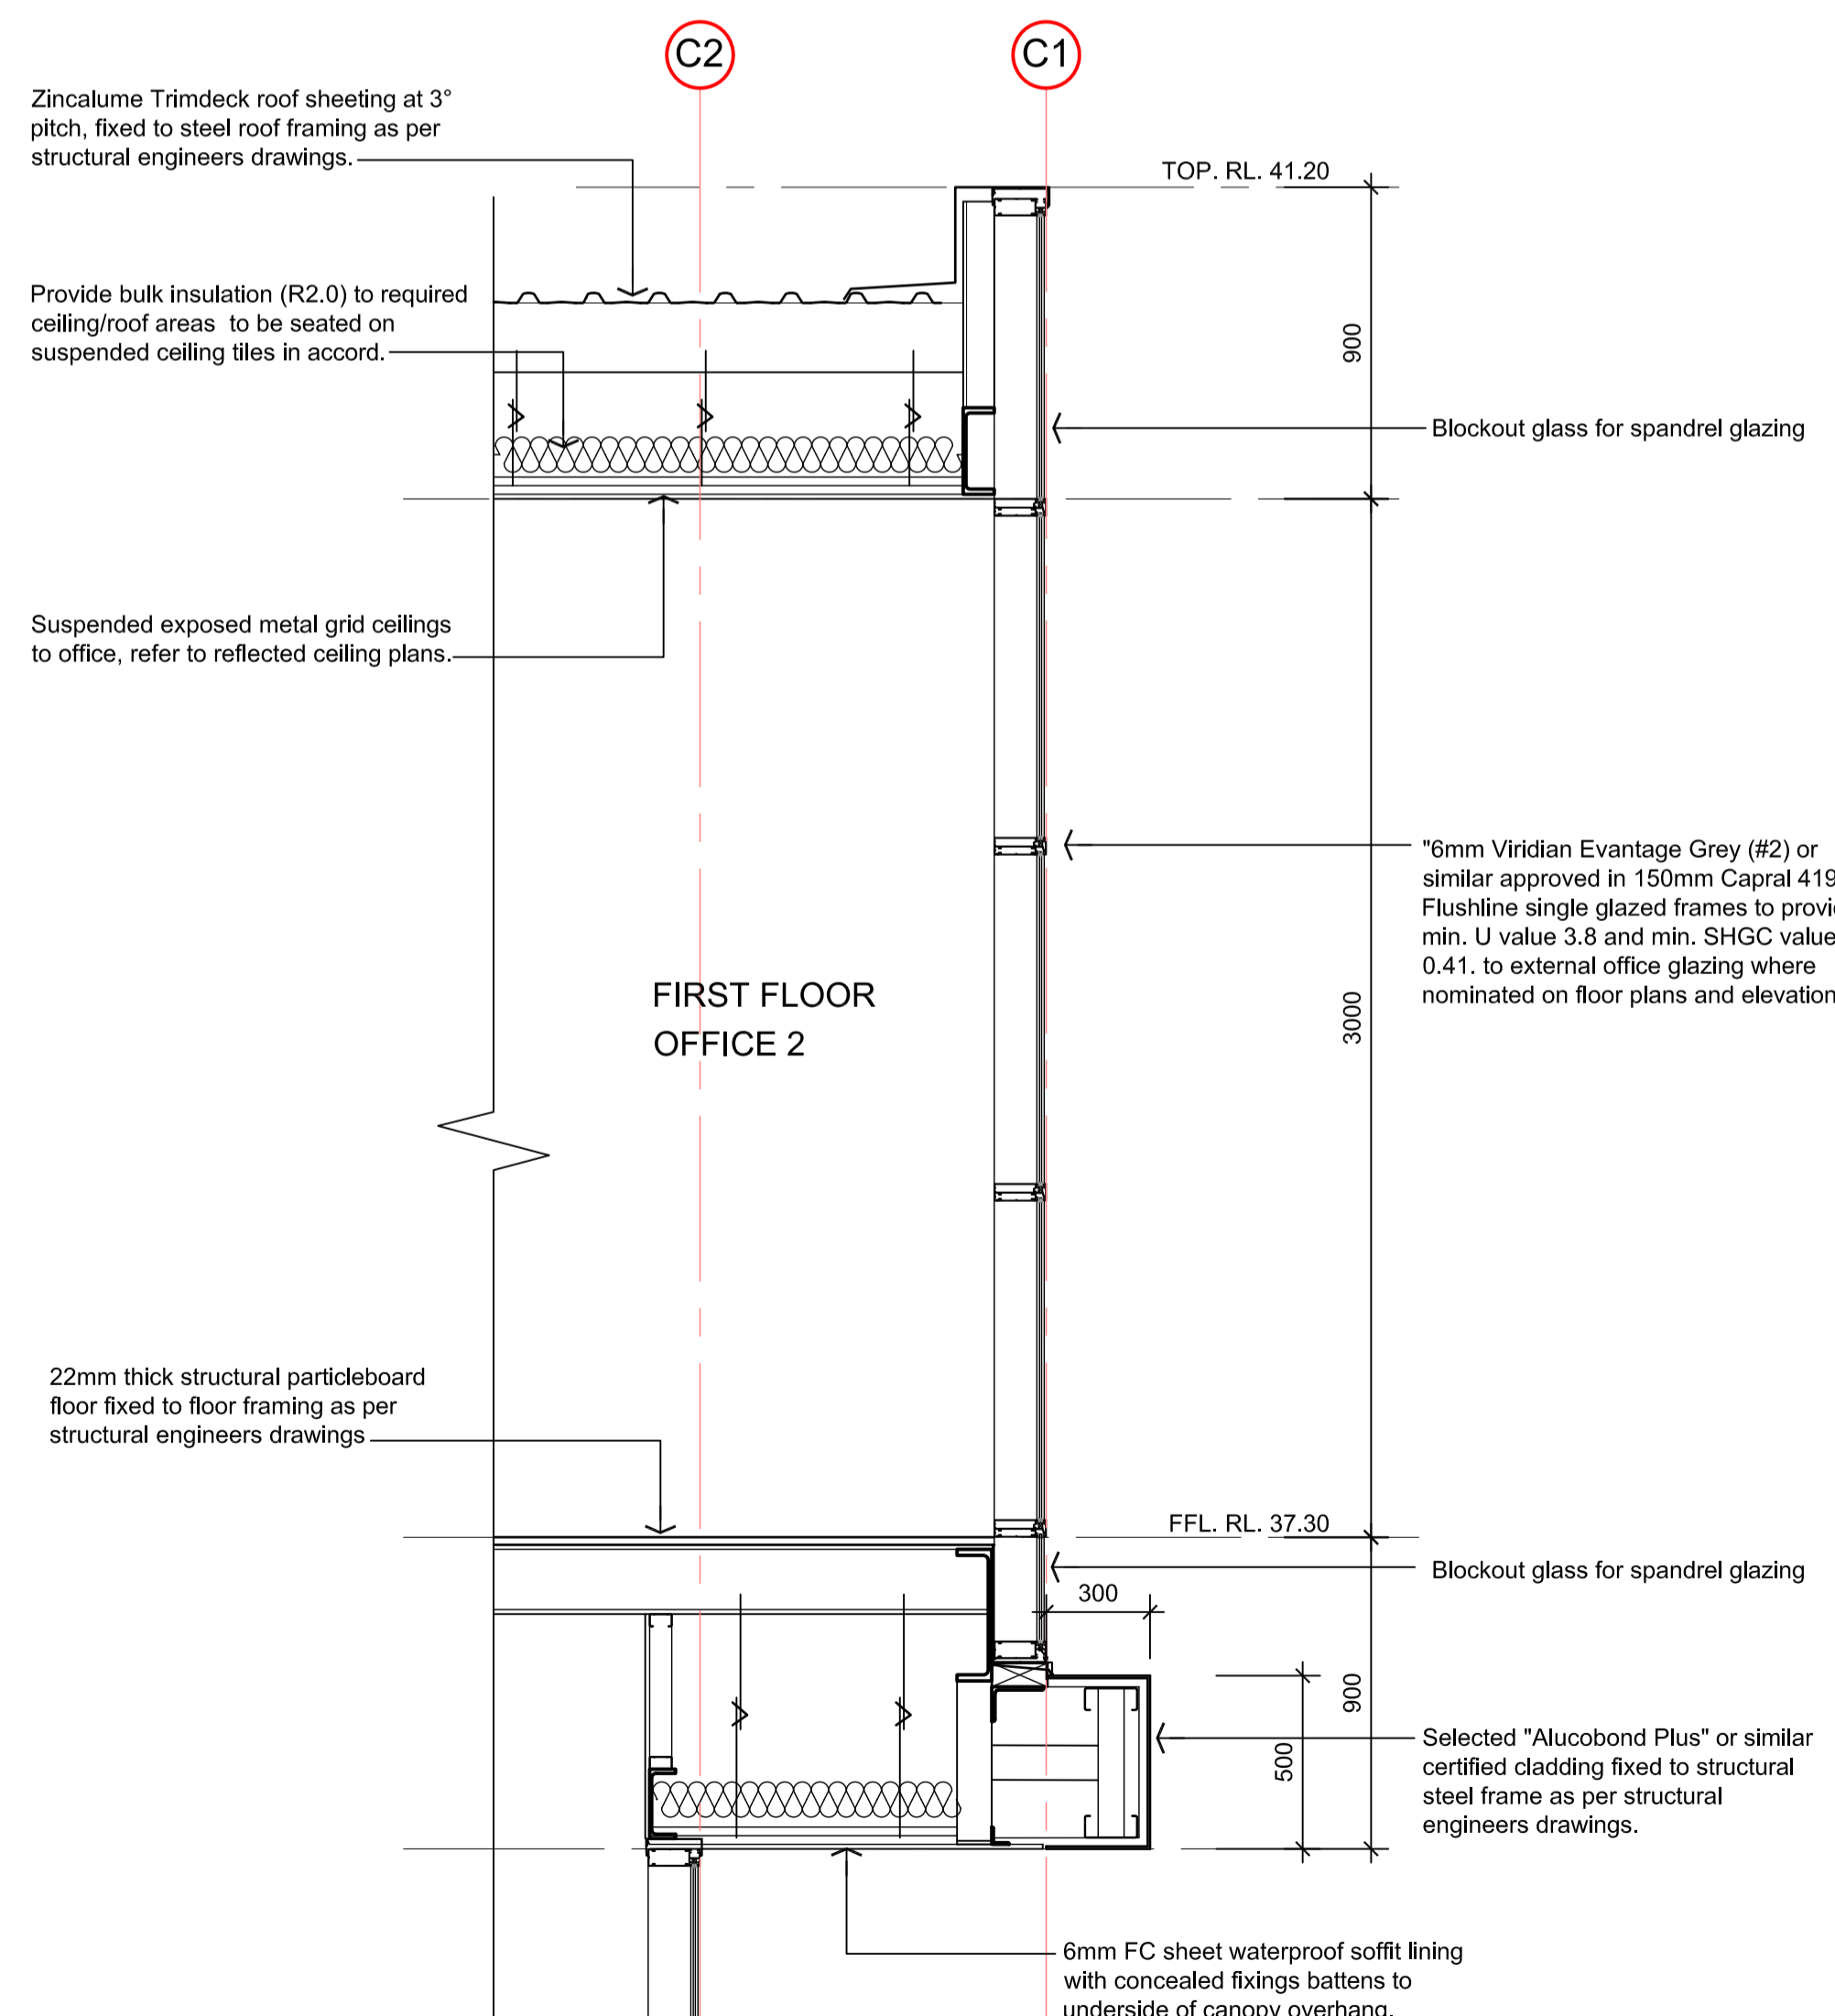 C2
C1
Zincalume Trimdeck roof sheeting at 3°
pitch, fixed to steel roof framing as per
structural engineers drawings.
TOP. RL. 41.20
Provide bulk insulation (R2.0) to required
ceiling/roof areas to be seated on
suspended ceiling tiles in accord.
900
Blockout glass for spandrel glazing
Suspended exposed metal grid ceilings
to office, refer to reflected ceiling plans.
"6mm Viridian Evantage Grey (#2) or
similar approved in 150mm Capral 419
Flushline single glazed frames to provi
min. U value 3.8 and min. SHGC value
0.41. to external office glazing where
nominated on floor plans and elevation
3000
FIRST FLOOR
OFFICE 2
22mm thick structural particleboard
floor fixed to floor framing as per
structural engineers drawings
FFL. RL. 37.30
Blockout glass for spandrel glazing
300
900
500
Selected "Alucobond Plus" or similar
certified cladding fixed to structural
steel frame as per structural
engineers drawings.
6mm FC sheet waterproof soffit lining
with concealed fixings battens to
underside of canopy overhang.